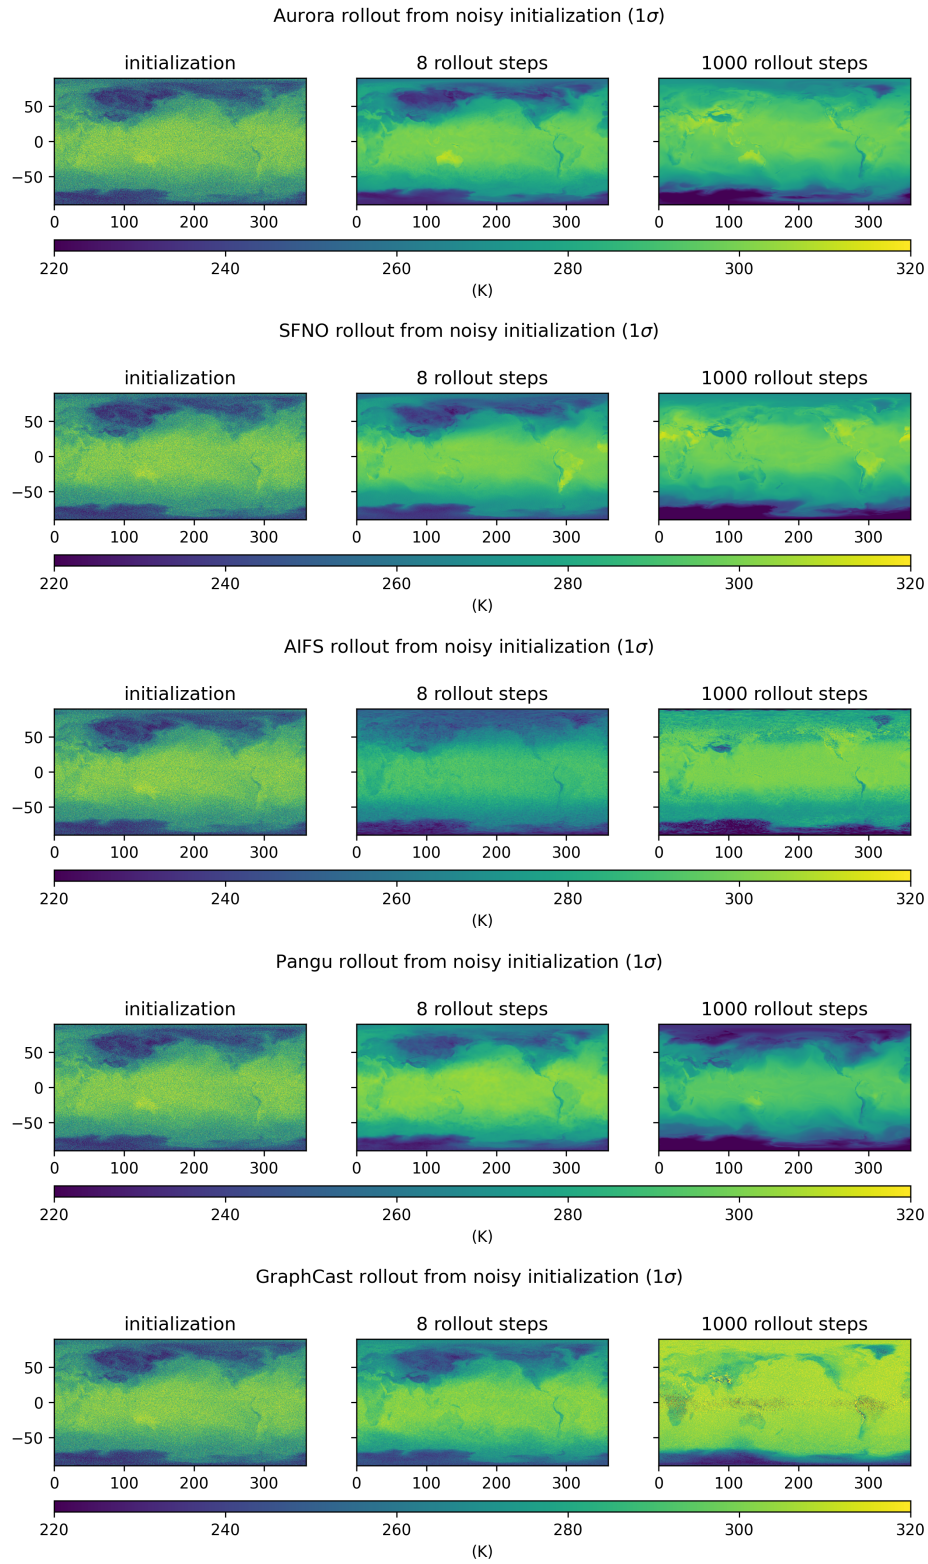 Aurora rollout from noisy initialization (1σ)
initialization 8 rollout steps 1000 rollout steps
50
0
−50
0 100 200 300 0 100 200 300 0 100 200 300
220 240 260 280 300 320
(K)
SFNO rollout from noisy initialization (1σ)
initialization 8 rollout steps 1000 rollout steps
50
0
−50
0 100 200 300 0 100 200 300 0 100 200 300
220 240 260 280 300 320
(K)
AIFS rollout from noisy initialization (1σ)
initialization 8 rollout steps 1000 rollout steps
50
0
−50
0 100 200 300 0 100 200 300 0 100 200 300
220 240 260 280 300 320
(K)
Pangu rollout from noisy initialization (1σ)
initialization 8 rollout steps 1000 rollout steps
50
0
−50
0 100 200 300 0 100 200 300 0 100 200 300
220 240 260 280 300 320
(K)
GraphCast rollout from noisy initialization (1σ)
initialization 8 rollout steps 1000 rollout steps
50
0
−50
0 100 200 300 0 100 200 300 0 100 200 300
220 240 260 280 300 320
(K)